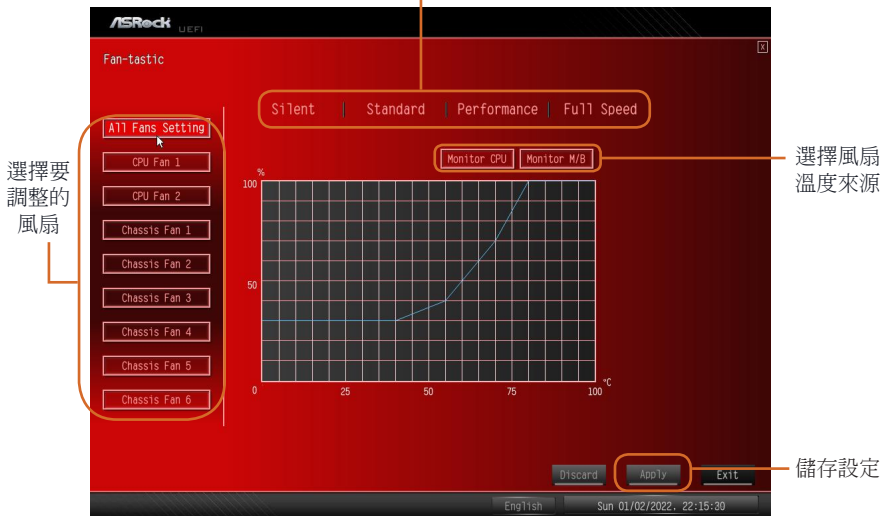 ASRock UEFI
X
Fan-tastic
Silent | Standard | Performance | Full Speed
All Fans Setting
CPU Fan 1
CPU Fan 2
Chassis Fan 1
Chassis Fan 2
Chassis Fan 3
Chassis Fan 4
Chassis Fan 5
Chassis Fan 6
選擇要
調整的
風扇
Monitor CPU Monitor M/B
選擇風扇
溫度來源
%
100
50
0 25 50 75 100
°C
Discard Apply Exit
儲存設定
English Sun 01/02/2022. 22:15:30